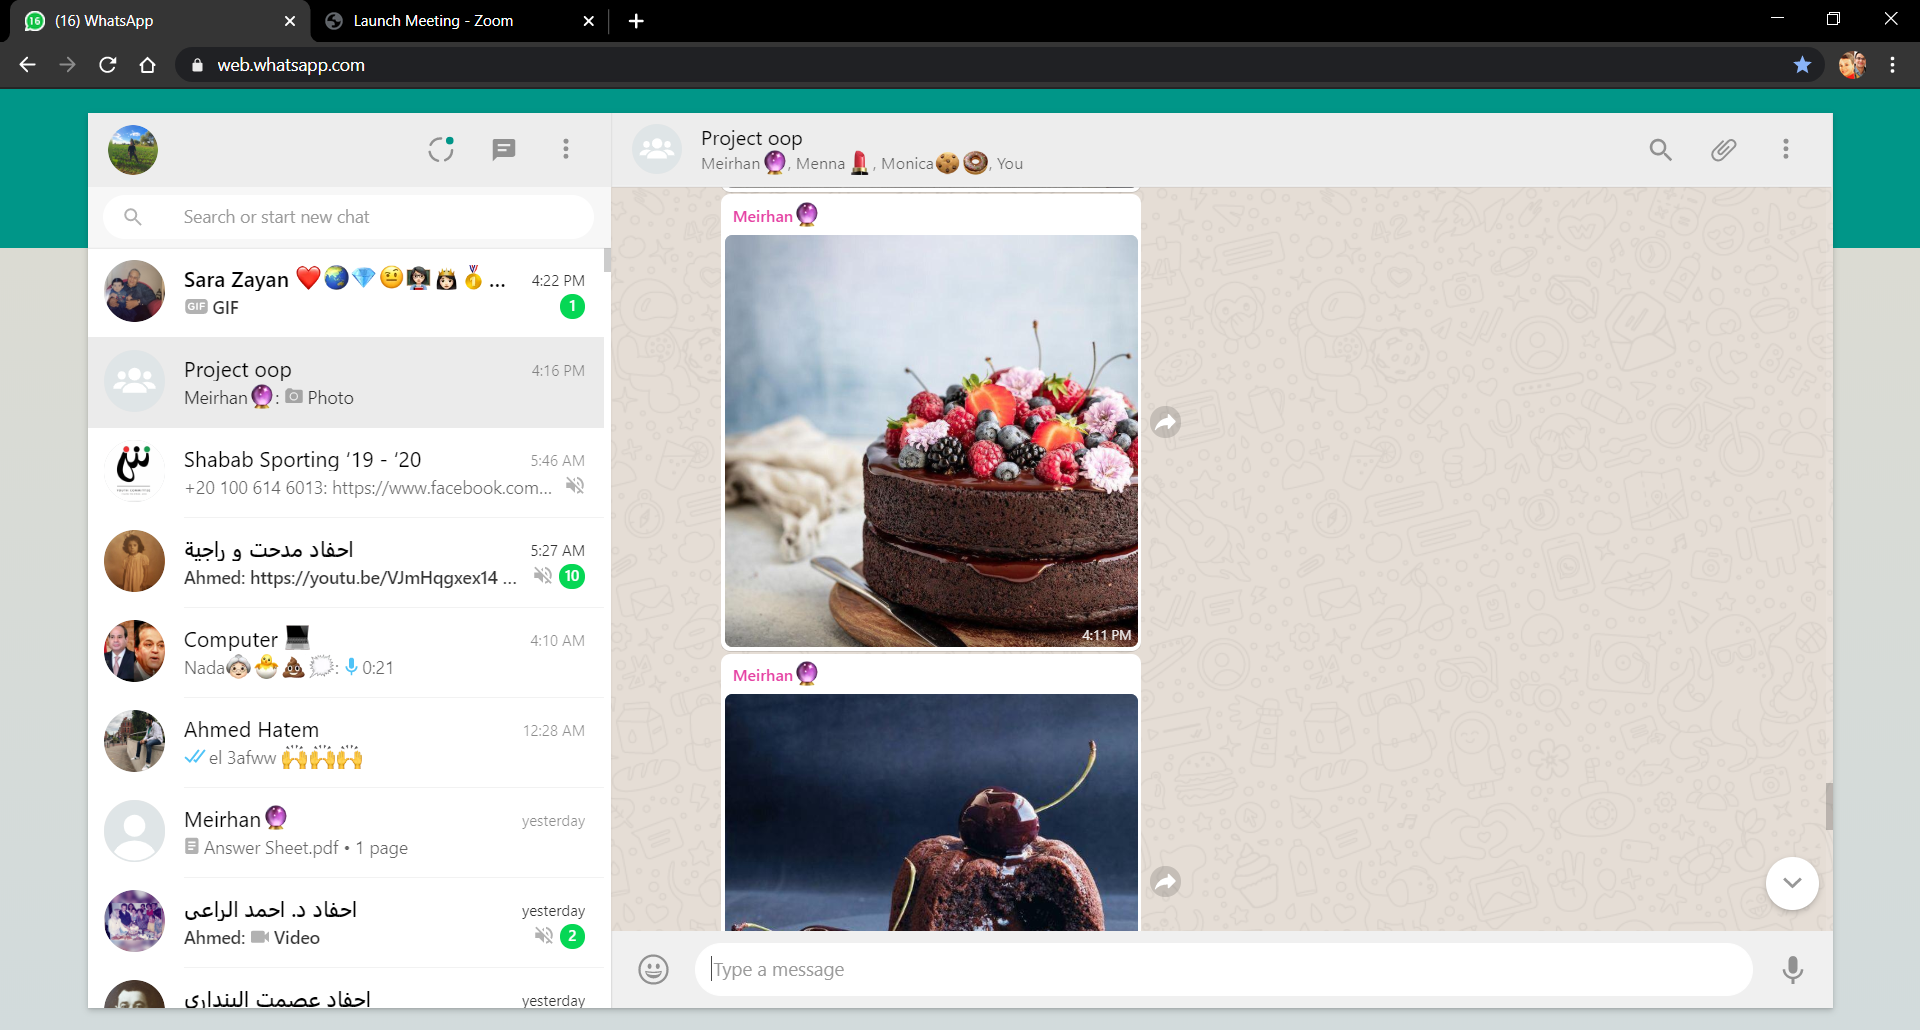 (16) WhatsApp
Launch Meeting - Zoom
web.whatsapp.com
Project oop
Meirhan🔮, Menna💄, Monica🍪🍩, You
Search or start new chat
Sara Zayan ❤️🌏💎🤨👩🏻‍🏫👸🏻🥇 ...
4:22 PM
GIF GIF
1
Project oop
4:16 PM
Meirhan🔮: Photo
Shabab Sporting ‘19 - ‘20
5:46 AM
+20 100 614 6013: https://www.facebook.com...
احفاد مدحت و راجية
5:27 AM
Ahmed: https://youtu.be/VJmHqgxex14 ...
10
Computer 💻
4:10 AM
Nada👵🏻🐣💩🗯: 0:21
Ahmed Hatem
12:28 AM
el 3afww 🙌🙌🙌
Meirhan🔮
yesterday
Answer Sheet.pdf • 1 page
احفاد د. احمد الراعى
yesterday
Ahmed: Video
2
احفاد عصمت البندارى
yesterday
Meirhan🔮
4:11 PM
Meirhan🔮
Type a message